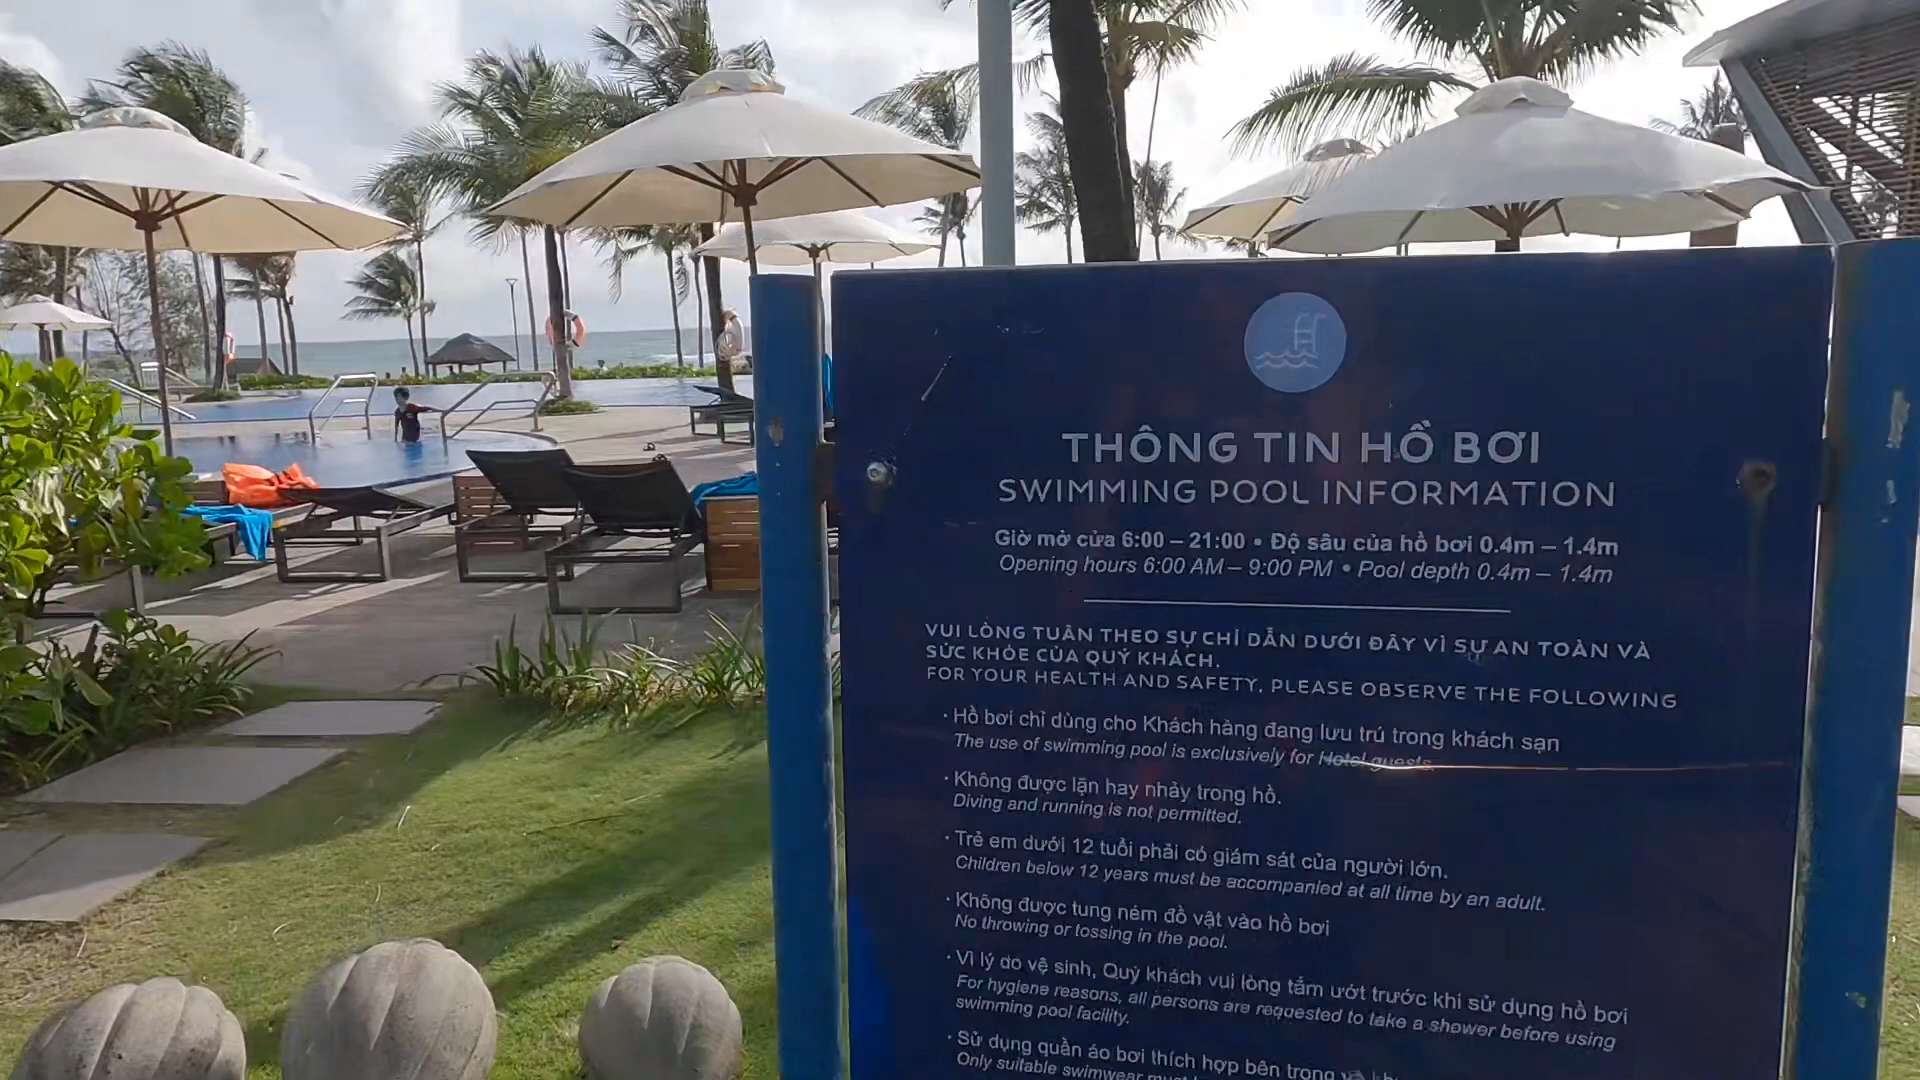 THÔNG TIN HỒ BƠI
SWIMMING POOL INFORMATION
Giờ mở cửa 6:00 – 21:00 • Độ sâu của hồ bơi 0.4m – 1.4m
Opening hours 6:00 AM – 9:00 PM • Pool depth 0.4m – 1.4m
VUI LÒNG TUÂN THEO SỰ CHỈ DẪN DƯỚI ĐÂY VÌ SỰ AN TOÀN VÀ
SỨC KHỎE CỦA QUÝ KHÁCH.
FOR YOUR HEALTH AND SAFETY, PLEASE OBSERVE THE FOLLOWING
· Hồ bơi chỉ dùng cho Khách hàng đang lưu trú trong khách sạn
The use of swimming pool is exclusively for Hotel guests.
· Không được lặn hay nhảy trong hồ.
Diving and running is not permitted.
· Trẻ em dưới 12 tuổi phải có giám sát của người lớn.
Children below 12 years must be accompanied at all time by an adult.
· Không được tung ném đồ vật vào hồ bơi
No throwing or tossing in the pool.
· Vì lý do vệ sinh, Quý khách vui lòng tắm ướt trước khi sử dụng hồ bơi
For hygiene reasons, all persons are requested to take a shower before using
swimming pool facility.
· Sử dụng quần áo bơi thích hợp bên trong
Only suitable swimwear must